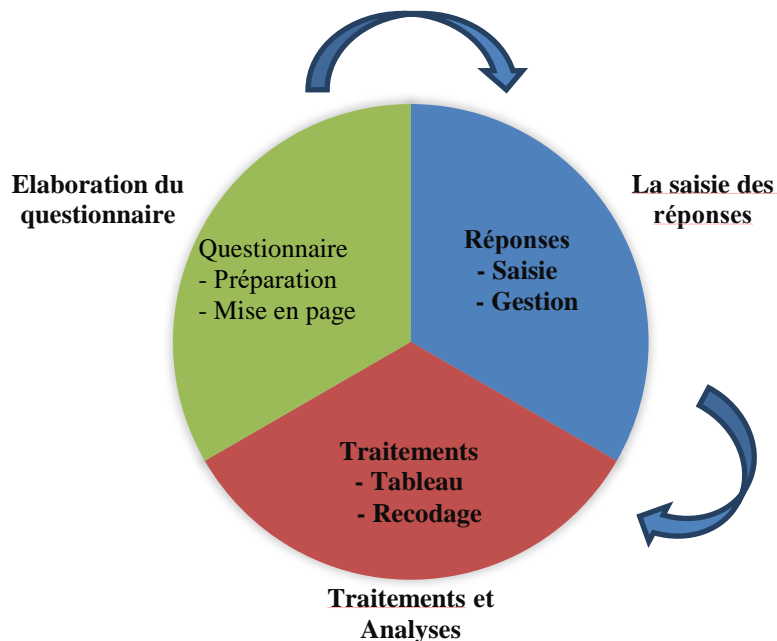 Elaboration du
questionnaire
La saisie des
réponses
Questionnaire
- Préparation
- Mise en page
Réponses
- Saisie
- Gestion
Traitements
- Tableau
- Recodage
Traitements et
Analyses